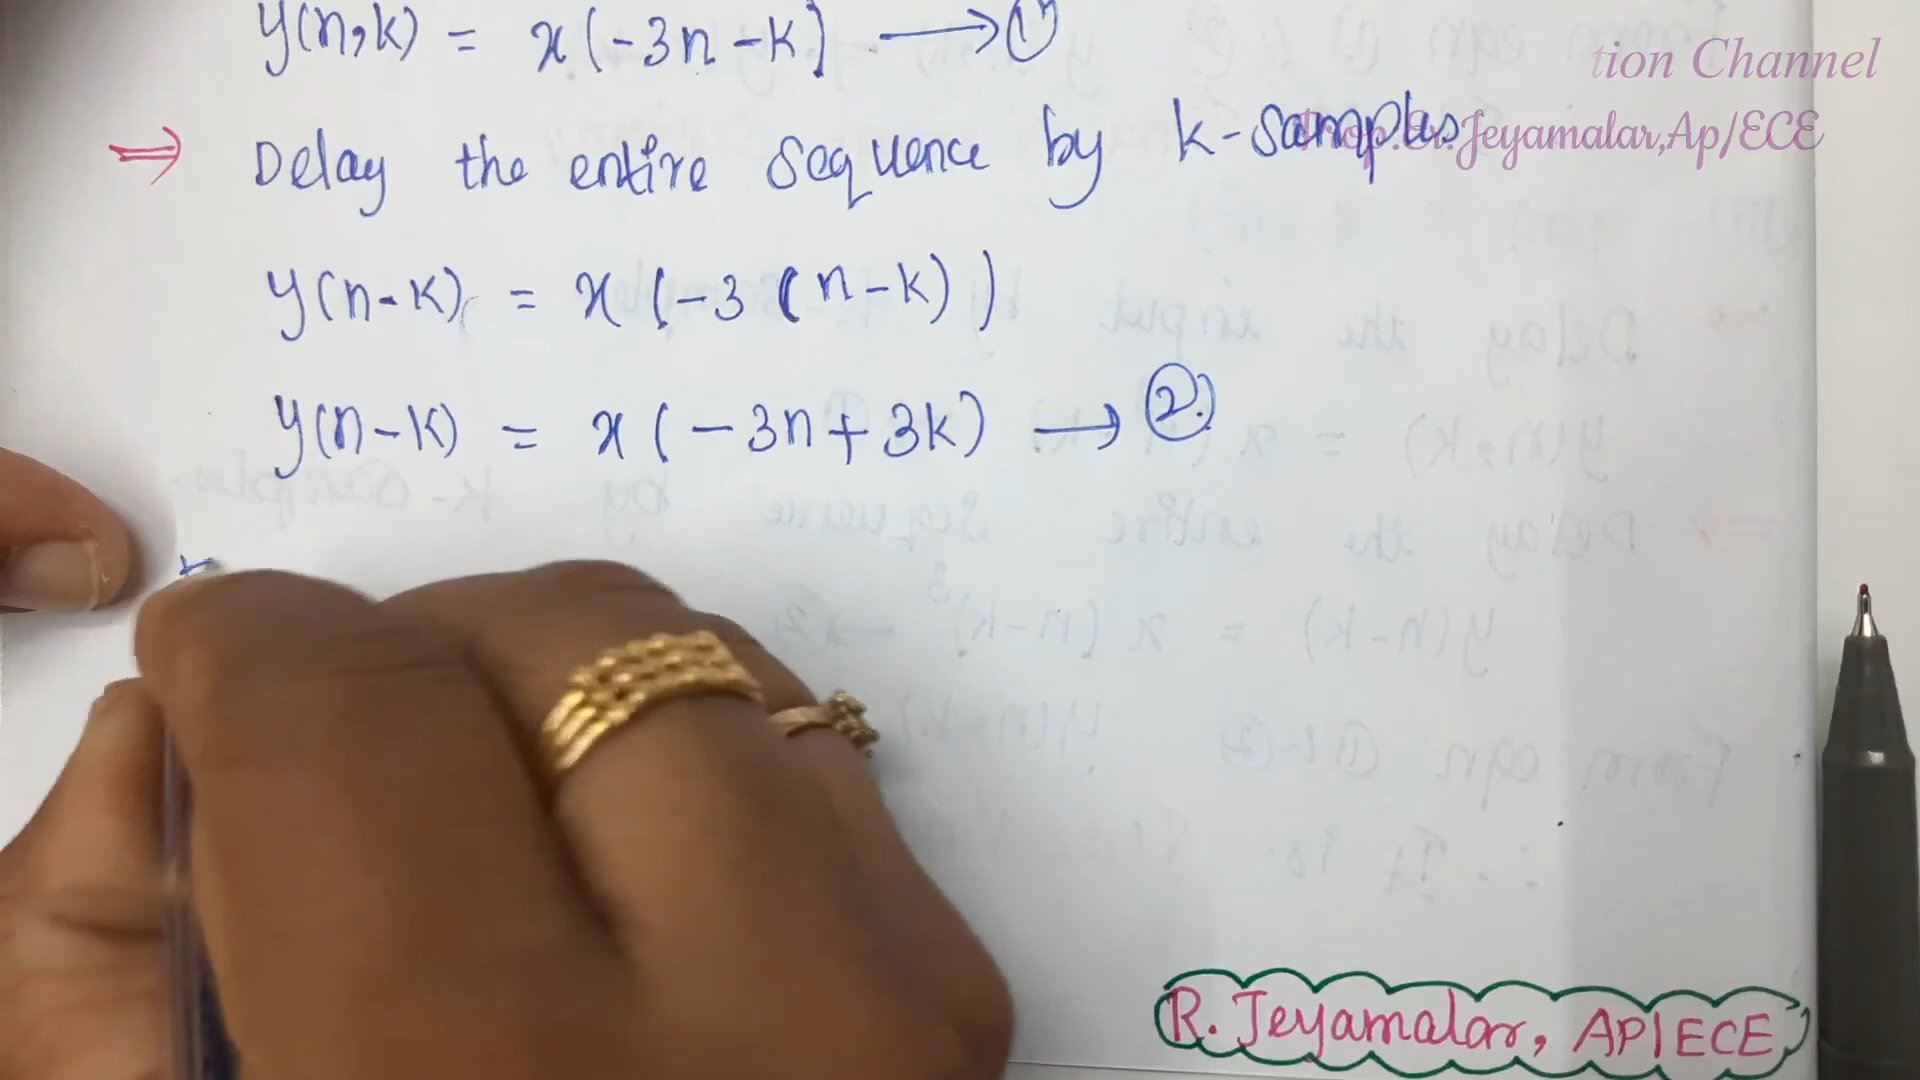 y(n,k) = x(-3n-k) → ①
tion Channel
⇒ Delay the entire sequence by k-samples
Jeyamalar,Ap/ECE
y(n-k) = x(-3(n-k))
y(n-k) = x(-3n+3k) → ②
R. Jeyamalar, AP/ECE